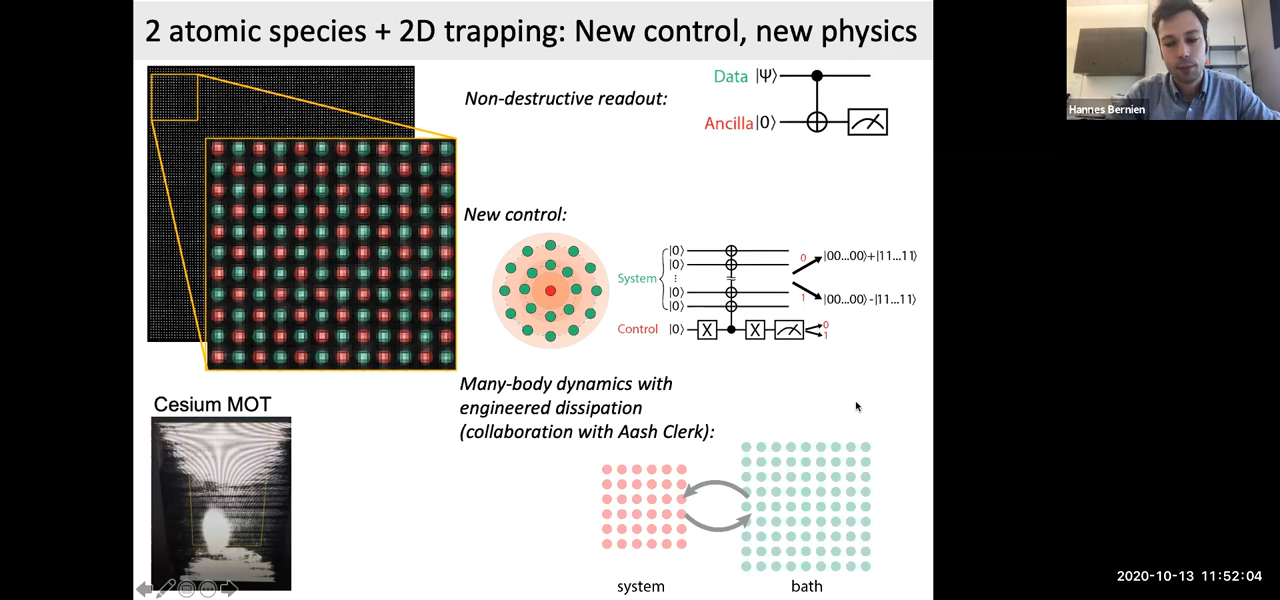 2 atomic species + 2D trapping: New control, new physics
Hannes Bernien
Non-destructive readout:
Data |Ψ⟩
Ancilla |0⟩
New control:
System
|0⟩
|0⟩
⋮
|0⟩
|0⟩
Control |0⟩ X X
0
1
0 |00...00⟩+|11...11⟩
1 |00...00⟩-|11...11⟩
Cesium MOT
Many-body dynamics with
engineered dissipation
(collaboration with Aash Clerk):
system
bath
2020-10-13 11:52:04